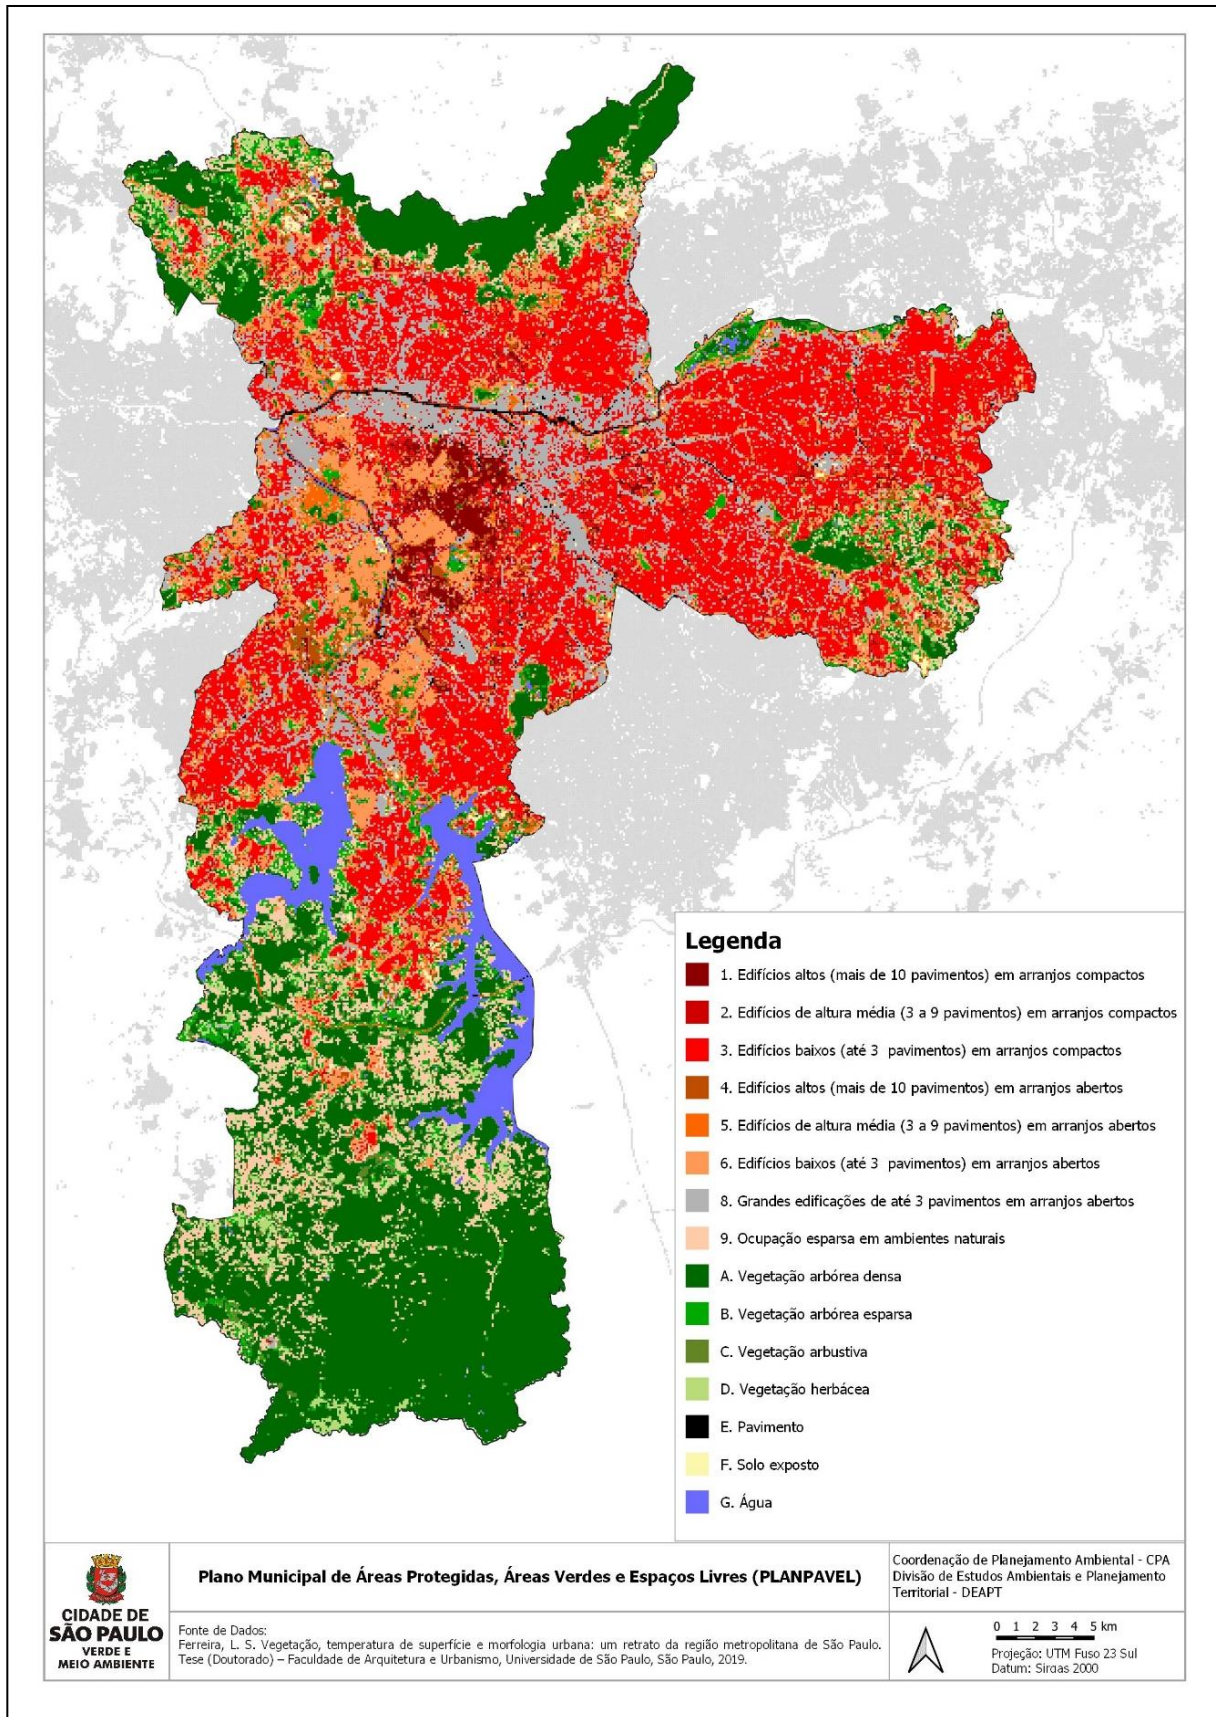 Legenda
1. Edifícios altos (mais de 10 pavimentos) em arranjos compactos
2. Edifícios de altura média (3 a 9 pavimentos) em arranjos compactos
3. Edifícios baixos (até 3 pavimentos) em arranjos compactos
4. Edifícios altos (mais de 10 pavimentos) em arranjos abertos
5. Edifícios de altura média (3 a 9 pavimentos) em arranjos abertos
6. Edifícios baixos (até 3 pavimentos) em arranjos abertos
8. Grandes edificações de até 3 pavimentos em arranjos abertos
9. Ocupação esparsa em ambientes naturais
A. Vegetação arbórea densa
B. Vegetação arbórea esparsa
C. Vegetação arbustiva
D. Vegetação herbácea
E. Pavimento
F. Solo exposto
G. Água
CIDADE DE
SÃO PAULO
VERDE E
MEIO AMBIENTE
Plano Municipal de Áreas Protegidas, Áreas Verdes e Espaços Livres (PLANPAVEL)
Coordenação de Planejamento Ambiental - CPA
Divisão de Estudos Ambientais e Planejamento
Territorial - DEAPT
Fonte de Dados:
Ferreira, L. S. Vegetação, temperatura de superfície e morfologia urbana: um retrato da região metropolitana de São Paulo.
Tese (Doutorado) – Faculdade de Arquitetura e Urbanismo, Universidade de São Paulo, São Paulo, 2019.
0 1 2 3 4 5 km
Projeção: UTM Fuso 23 Sul
Datum: Sirgas 2000